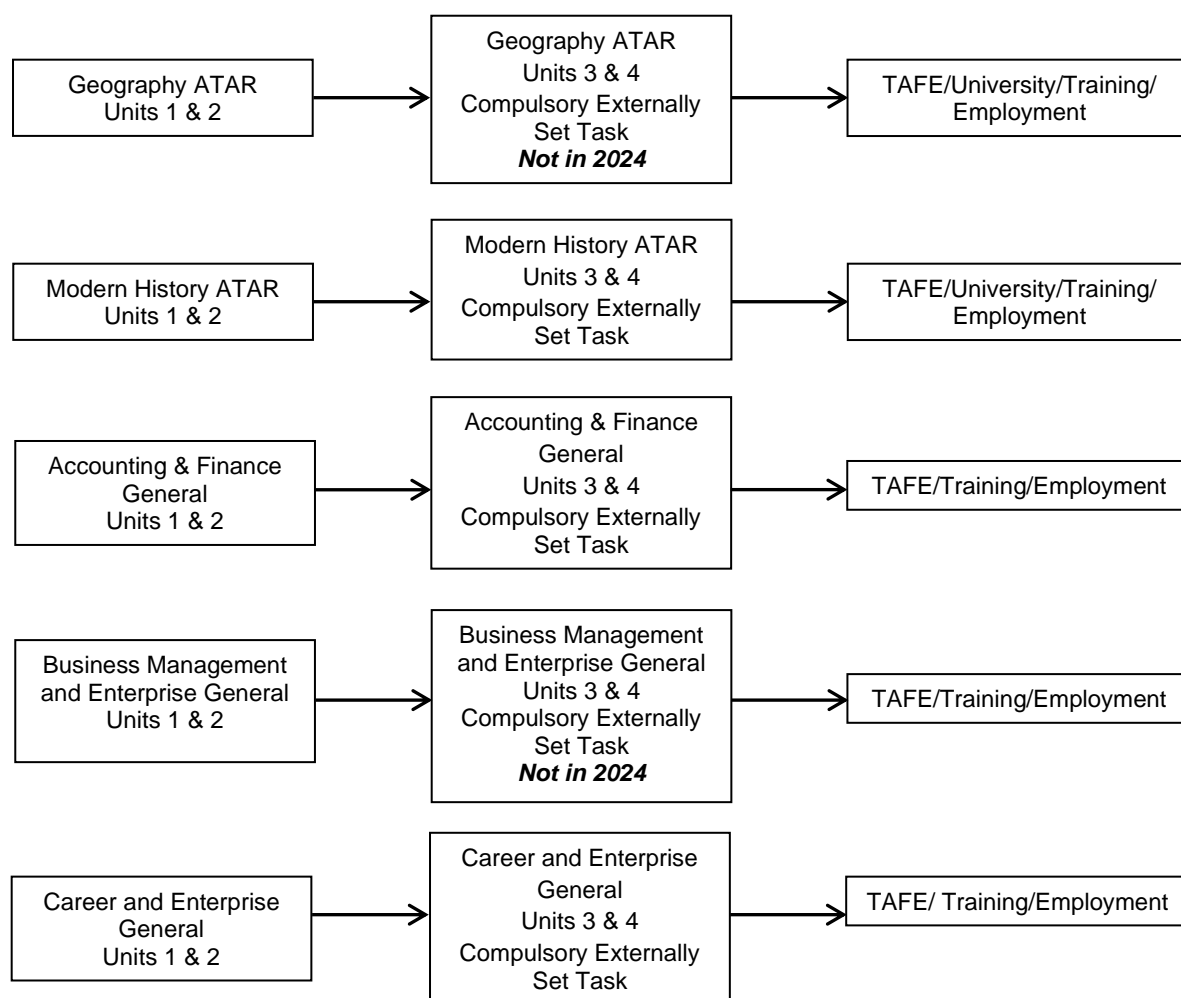 Geography ATAR
Units 1 & 2
Geography ATAR
Units 3 & 4
Compulsory Externally
Set Task
Not in 2024
TAFE/University/Training/
Employment
Modern History ATAR
Units 1 & 2
Modern History ATAR
Units 3 & 4
Compulsory Externally
Set Task
TAFE/University/Training/
Employment
Accounting & Finance
General
Units 1 & 2
Accounting & Finance
General
Units 3 & 4
Compulsory Externally
Set Task
TAFE/Training/Employment
Business Management
and Enterprise General
Units 1 & 2
Business Management
and Enterprise General
Units 3 & 4
Compulsory Externally
Set Task
Not in 2024
TAFE/Training/Employment
Career and Enterprise
General
Units 1 & 2
Career and Enterprise
General
Units 3 & 4
Compulsory Externally
Set Task
TAFE/ Training/Employment